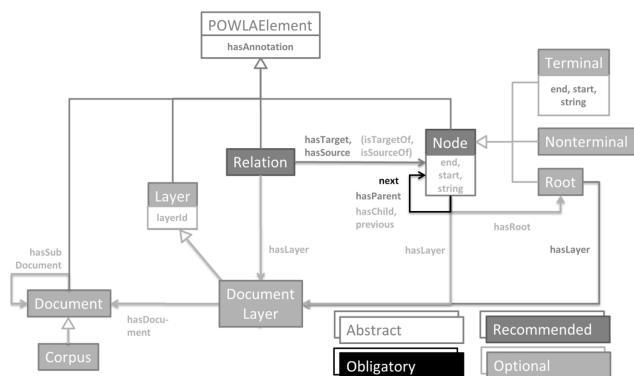 POWLAElement
hasAnnotation
Terminal
end, start,
string
hasTarget, (isTargetOf,
hasSource isSourceOf)
Node
end,
start,
string
Nonterminal
Relation
next
hasParent
hasChild,
previous
Root
Layer
layerId
hasRoot
hasSub
Document
hasLayer
hasLayer
hasLayer
Document
hasDocu-
ment
Document
Layer
Corpus
Abstract
Recommended
Obligatory
Optional